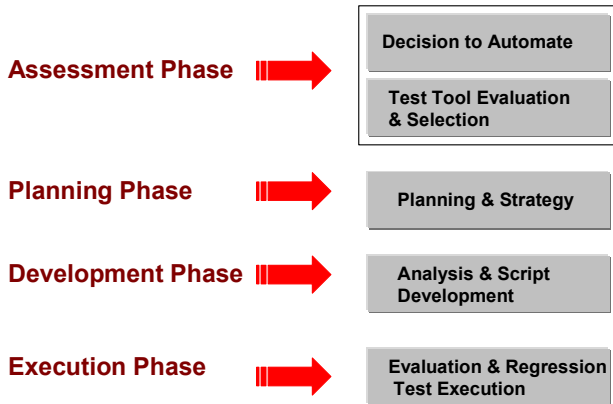 Assessment Phase
Decision to Automate
Test Tool Evaluation
& Selection
Planning Phase
Planning & Strategy
Development Phase
Analysis & Script
Development
Execution Phase
Evaluation & Regression
Test Execution